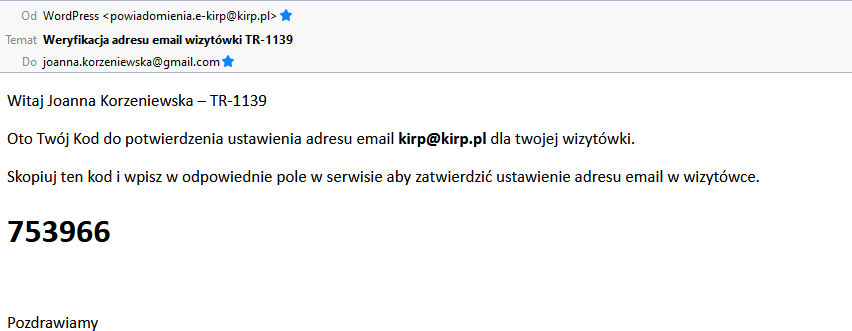 Od WordPress <powiadomienia.e-kirp@kirp.pl>
Temat Weryfikacja adresu email wizytówki TR-1139
Do joanna.korzeniewska@gmail.com
Witaj Joanna Korzeniewska – TR-1139
Oto Twój Kod do potwierdzenia ustawienia adresu email kirp@kirp.pl dla twojej wizytówki.
Skopiuj ten kod i wpisz w odpowiednie pole w serwisie aby zatwierdzić ustawienie adresu email w wizytówce.
753966
Pozdrawiamy